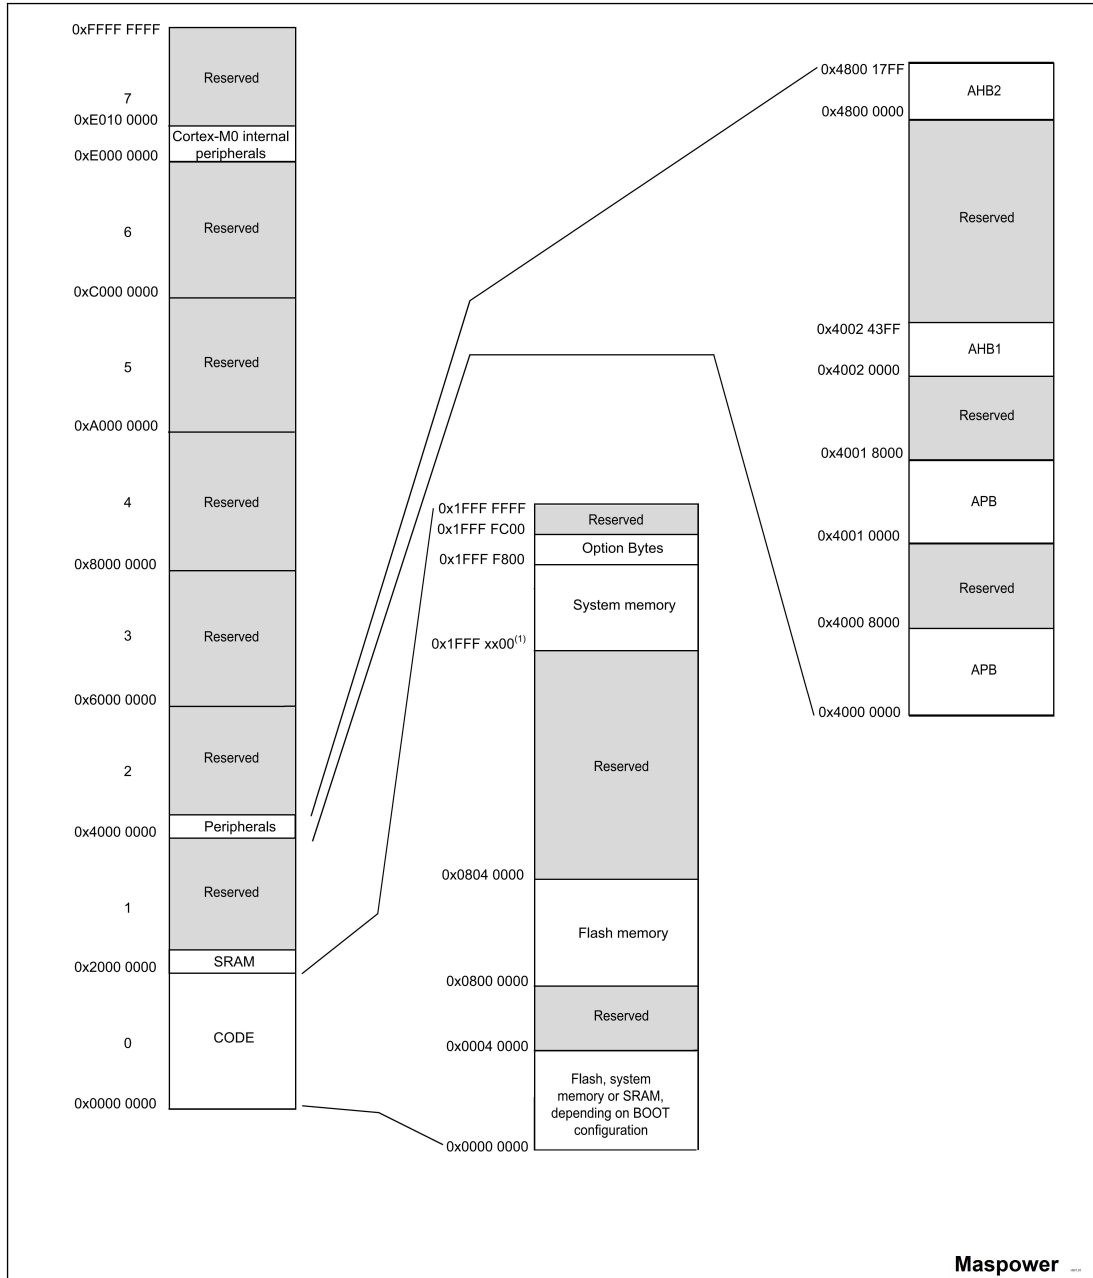 0xFFFF FFFF
Reserved
7
0xE010 0000
Cortex-M0 internal
peripherals
0xE000 0000
Reserved
6
0xC000 0000
Reserved
5
0xA000 0000
Reserved
4
0x8000 0000
Reserved
3
0x6000 0000
Reserved
2
Peripherals
0x4000 0000
Reserved
1
SRAM
0x2000 0000
CODE
0
0x0000 0000
0x1FFF FFFF
Reserved
0x1FFF FC00
Option Bytes
0x1FFF F800
System memory
0x1FFF xx00(1)
Reserved
0x0804 0000
Flash memory
0x0800 0000
Reserved
0x0004 0000
Flash, system
memory or SRAM,
depending on BOOT
configuration
0x0000 0000
0x4800 17FF
AHB2
0x4800 0000
Reserved
0x4002 43FF
AHB1
0x4002 0000
Reserved
0x4001 8000
APB
0x4001 0000
Reserved
0x4000 8000
APB
0x4000 0000
Maspower